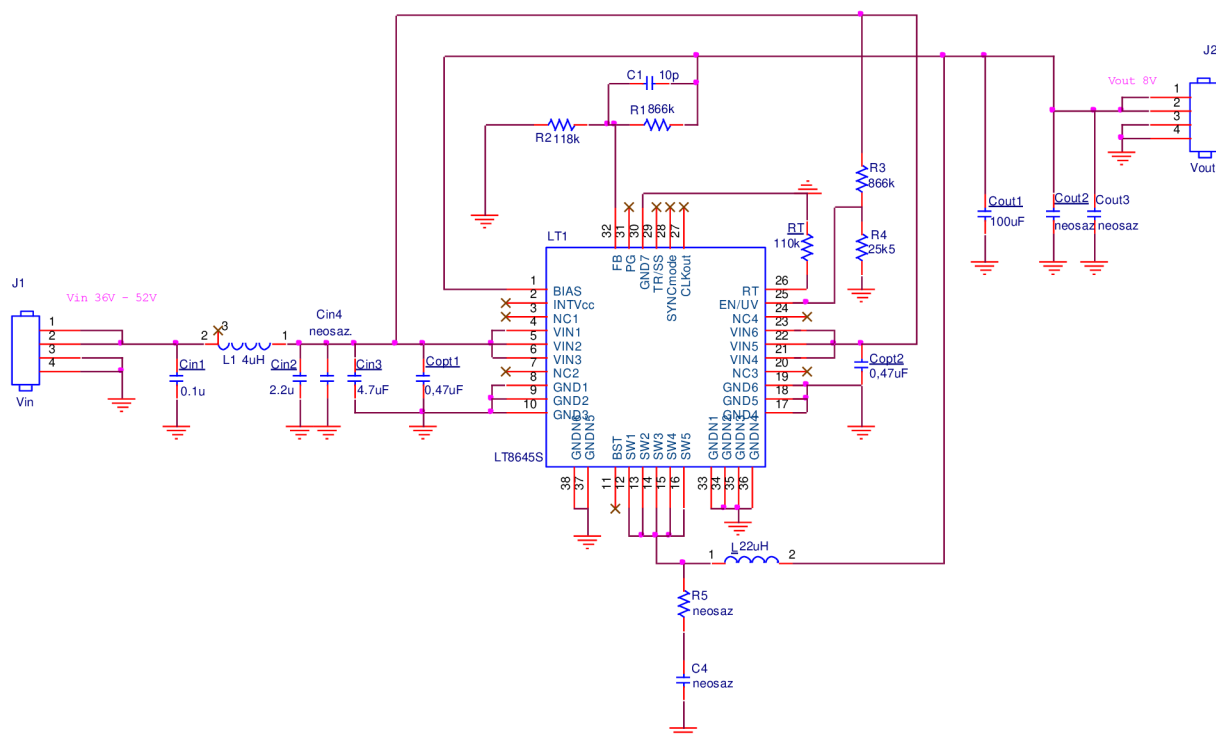 J2
C1 10p
Vout 8V
1
2
3
4
R1 866k
R2 118k
Vout
R3
866k
Cout1
100uF
Cout2
neosaz
Cout3
neosaz
R4
25k5
RT
110k
LT1
32
31
30
29
28
27
FB
PG
GND7
TR/SS
SYNCmode
CLKout
J1
Vin 36V - 52V
1
2
3
4
Vin
Cin1
0.1u
2
3
1
L1 4uH
Cin4
neosaz.
Cin2
2.2u
Cin3
4.7uF
Copt1
0,47uF
1
2
3
4
5
6
7
8
9
10
BIAS
INTVcc
NC1
VIN1
VIN2
VIN3
NC2
GND1
GND2
GND3
RT
EN/UV
NC4
VIN6
VIN5
VIN4
NC3
GND6
GND5
GND4
26
25
24
23
22
21
20
19
18
17
Copt2
0,47uF
LT8645S
GNDN6
GNDN5
BST
SW1
SW2
SW3
SW4
SW5
GNDN1
GNDN2
GNDN3
GNDN4
38
37
11
12
13
14
15
16
33
34
35
36
1
L 22uH
2
R5
neosaz
C4
neosaz